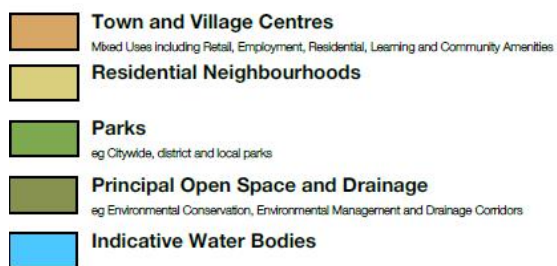 Town and Village Centres
Mixed Uses including Retail, Employment, Residential, Learning and Community Amenities
Residential Neighbourhoods
Parks
eg Citywide, district and local parks
Principal Open Space and Drainage
eg Environmental Conservation, Environmental Management and Drainage Corridors
Indicative Water Bodies